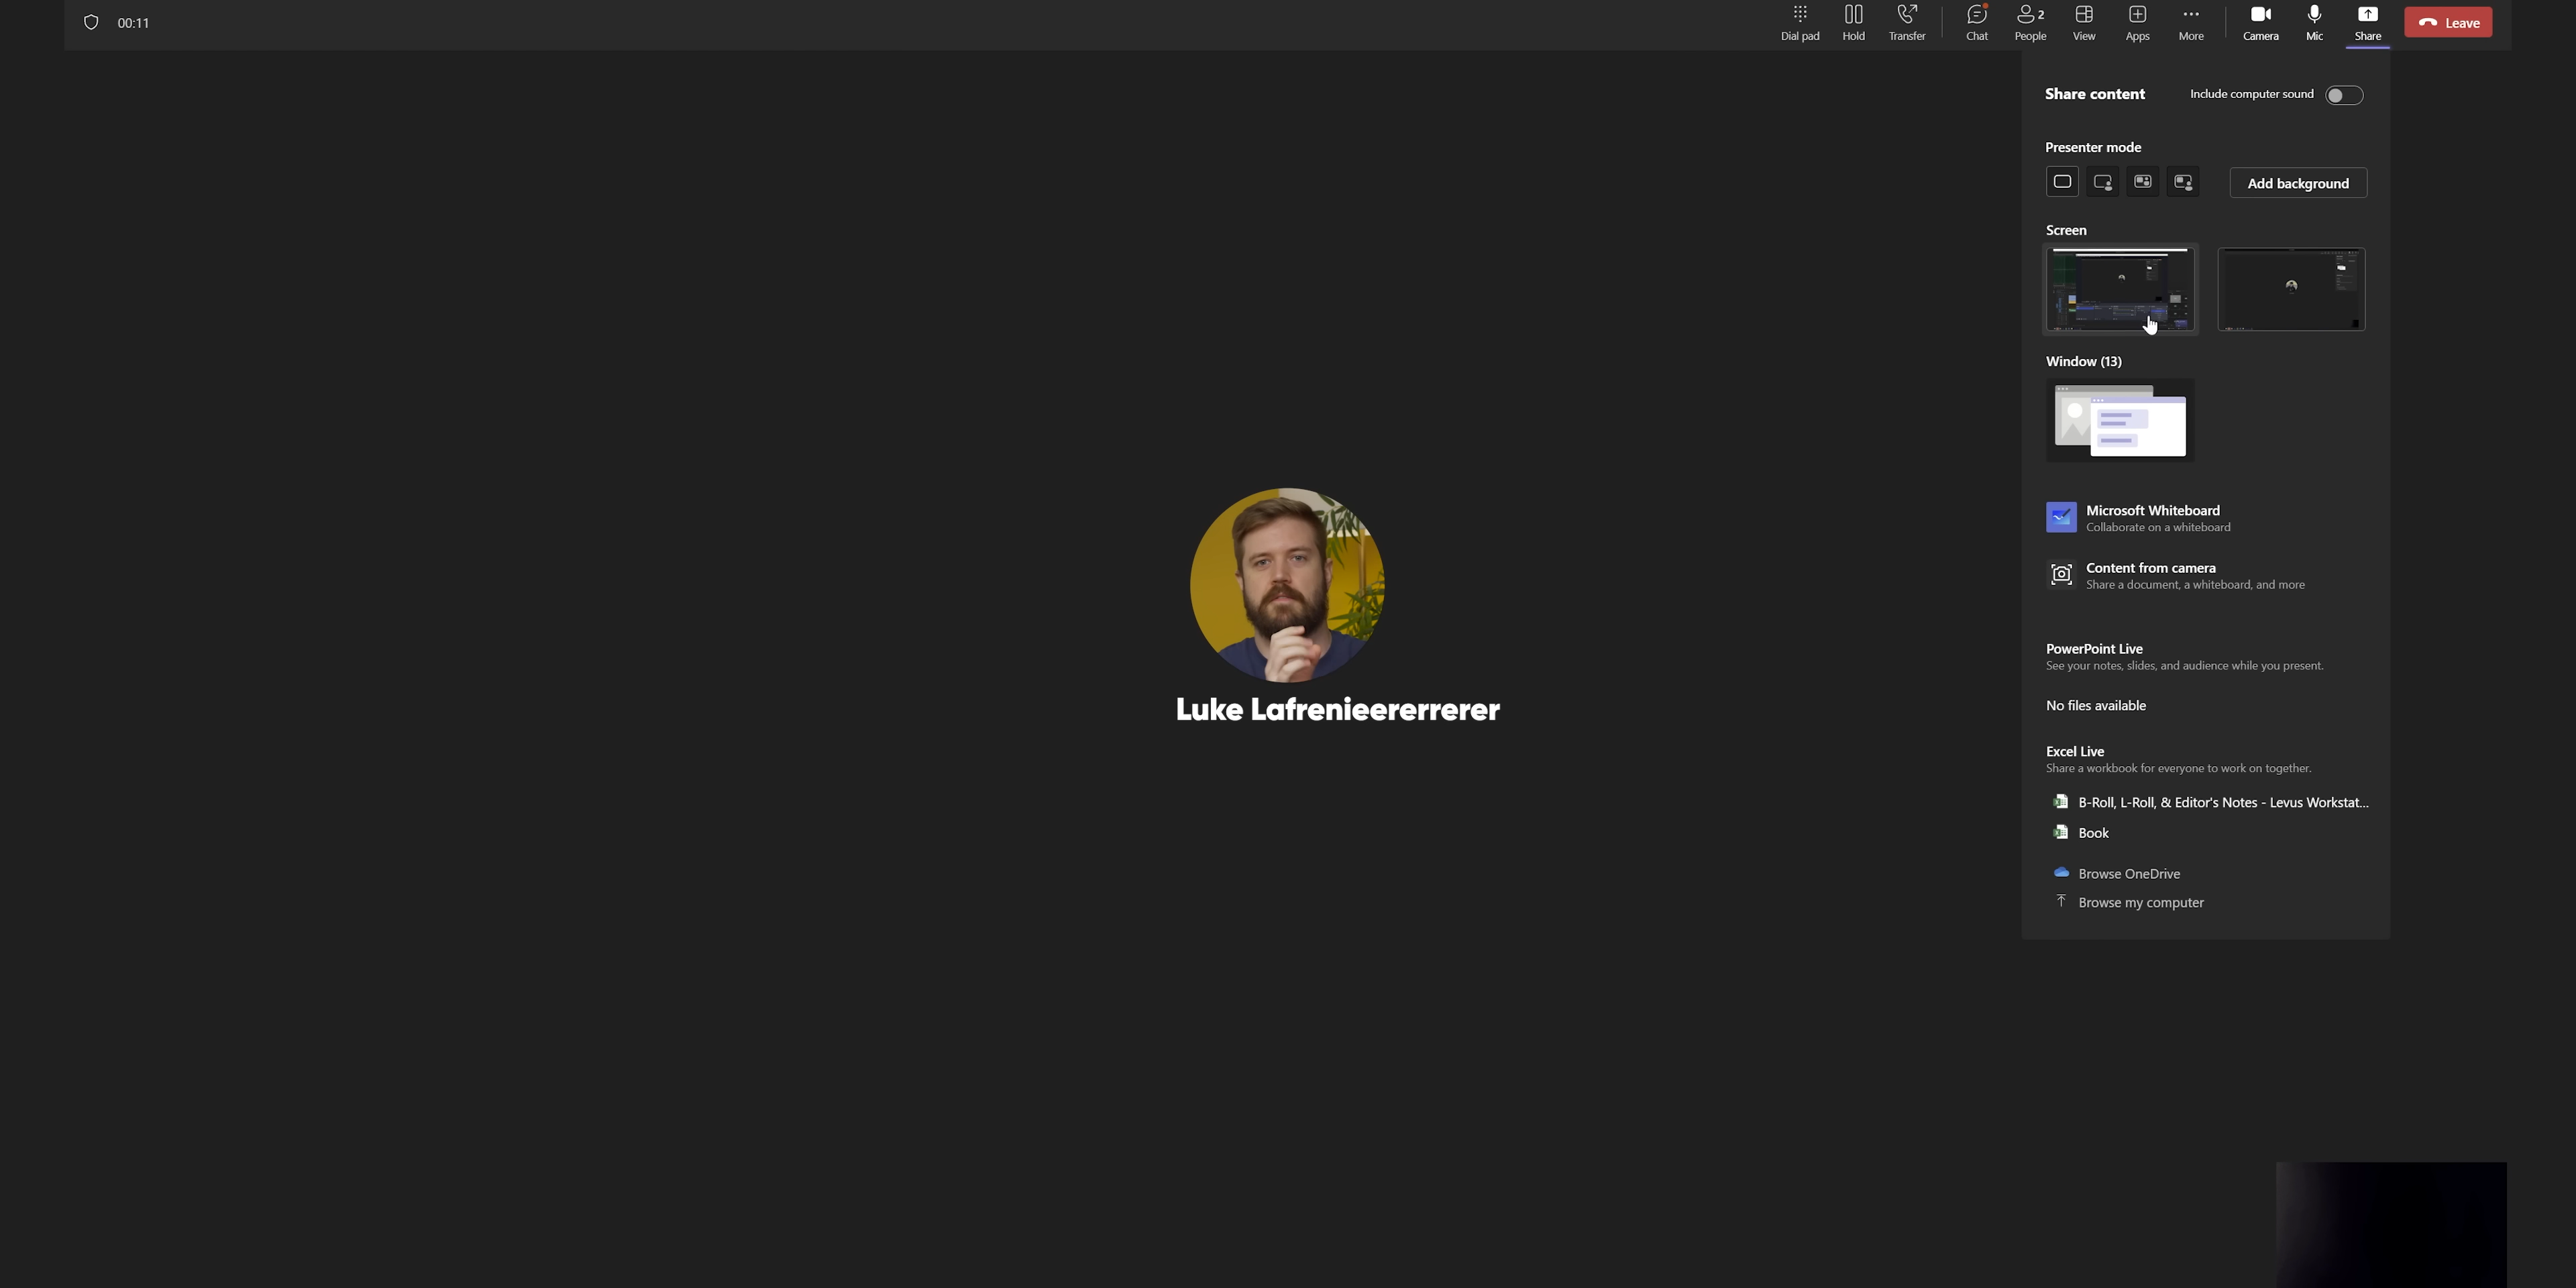 00:11
Dial pad
Hold
Transfer
Chat
2
People
View
Apps
More
Camera
Mic
Share
Leave
Share content
Include computer sound
Presenter mode
Add background
Screen
Window (13)
Microsoft Whiteboard
Collaborate on a whiteboard
Content from camera
Share a document, a whiteboard, and more
Luke Lafrenieererrerer
PowerPoint Live
See your notes, slides, and audience while you present.
No files available
Excel Live
Share a workbook for everyone to work on together.
B-Roll, L-Roll, & Editor's Notes - Levus Workstat...
Book
Browse OneDrive
Browse my computer